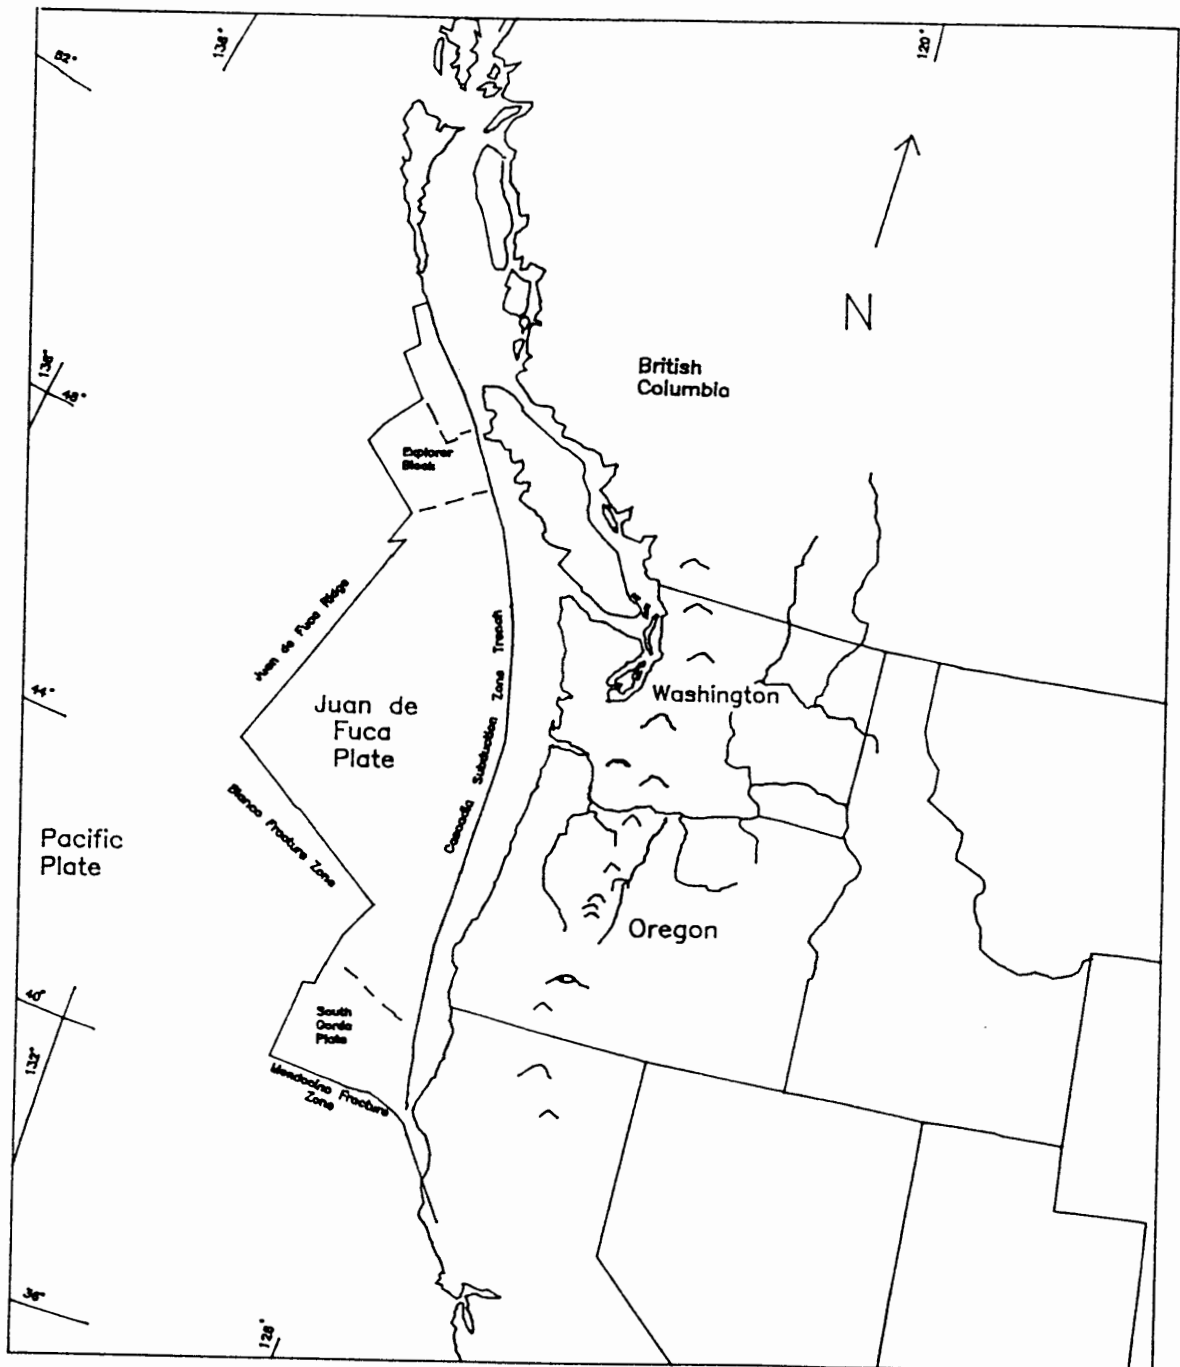 138°
120°
52°
N
British
Columbia
136°
48°
Explorer
Block
Juan de Fuca Ridge
Cascadia Subduction Zone Trench
44°
Washington
Juan de
Fuca
Plate
Blanco Fracture Zone
Pacific
Plate
Oregon
40°
South
Gorda
Plate
132°
Mendocino Fracture
Zone
36°
128°